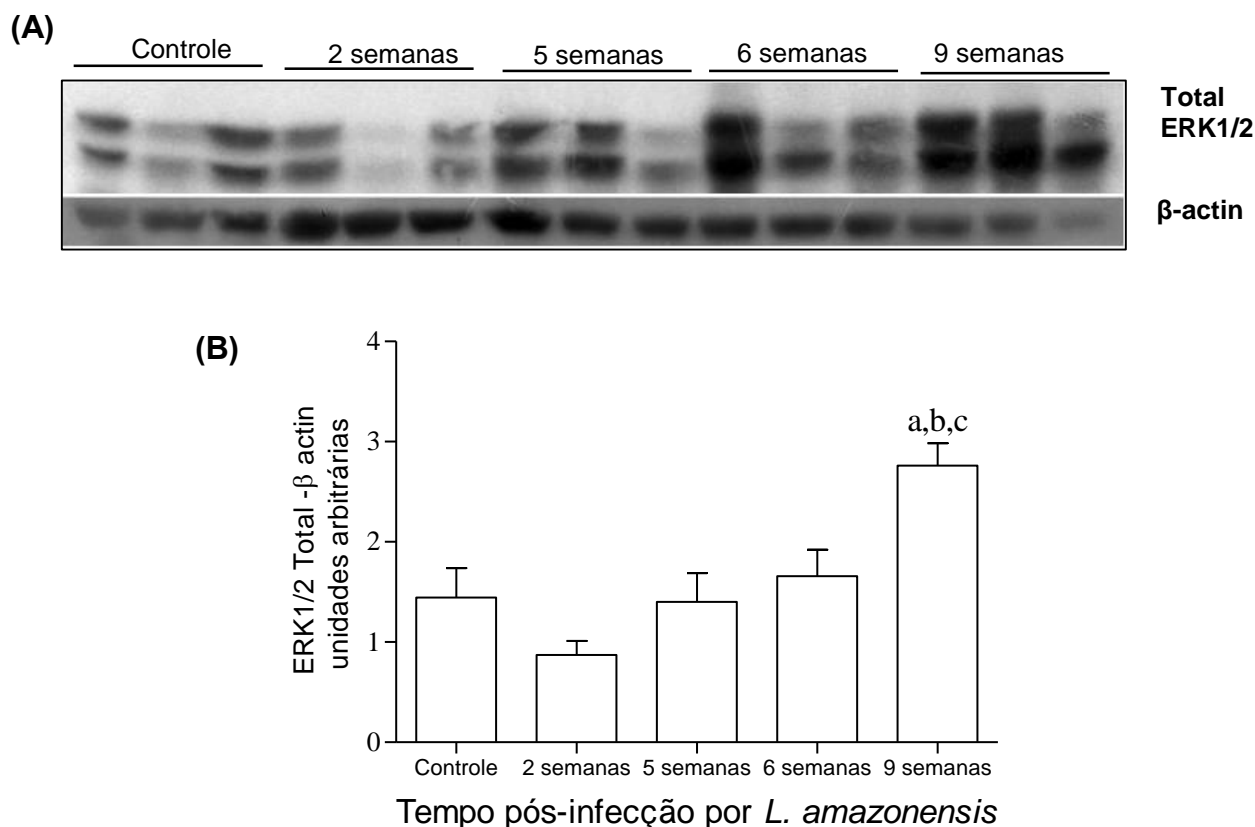 (A)
Controle 2 semanas 5 semanas 6 semanas 9 semanas
Total
ERK1/2
β-actin
(B)
ERK1/2 Total -β actin
unidades arbitrárias
4
3
2
1
0
a,b,c
Controle 2 semanas 5 semanas 6 semanas 9 semanas
Tempo pós-infecção por L. amazonensis